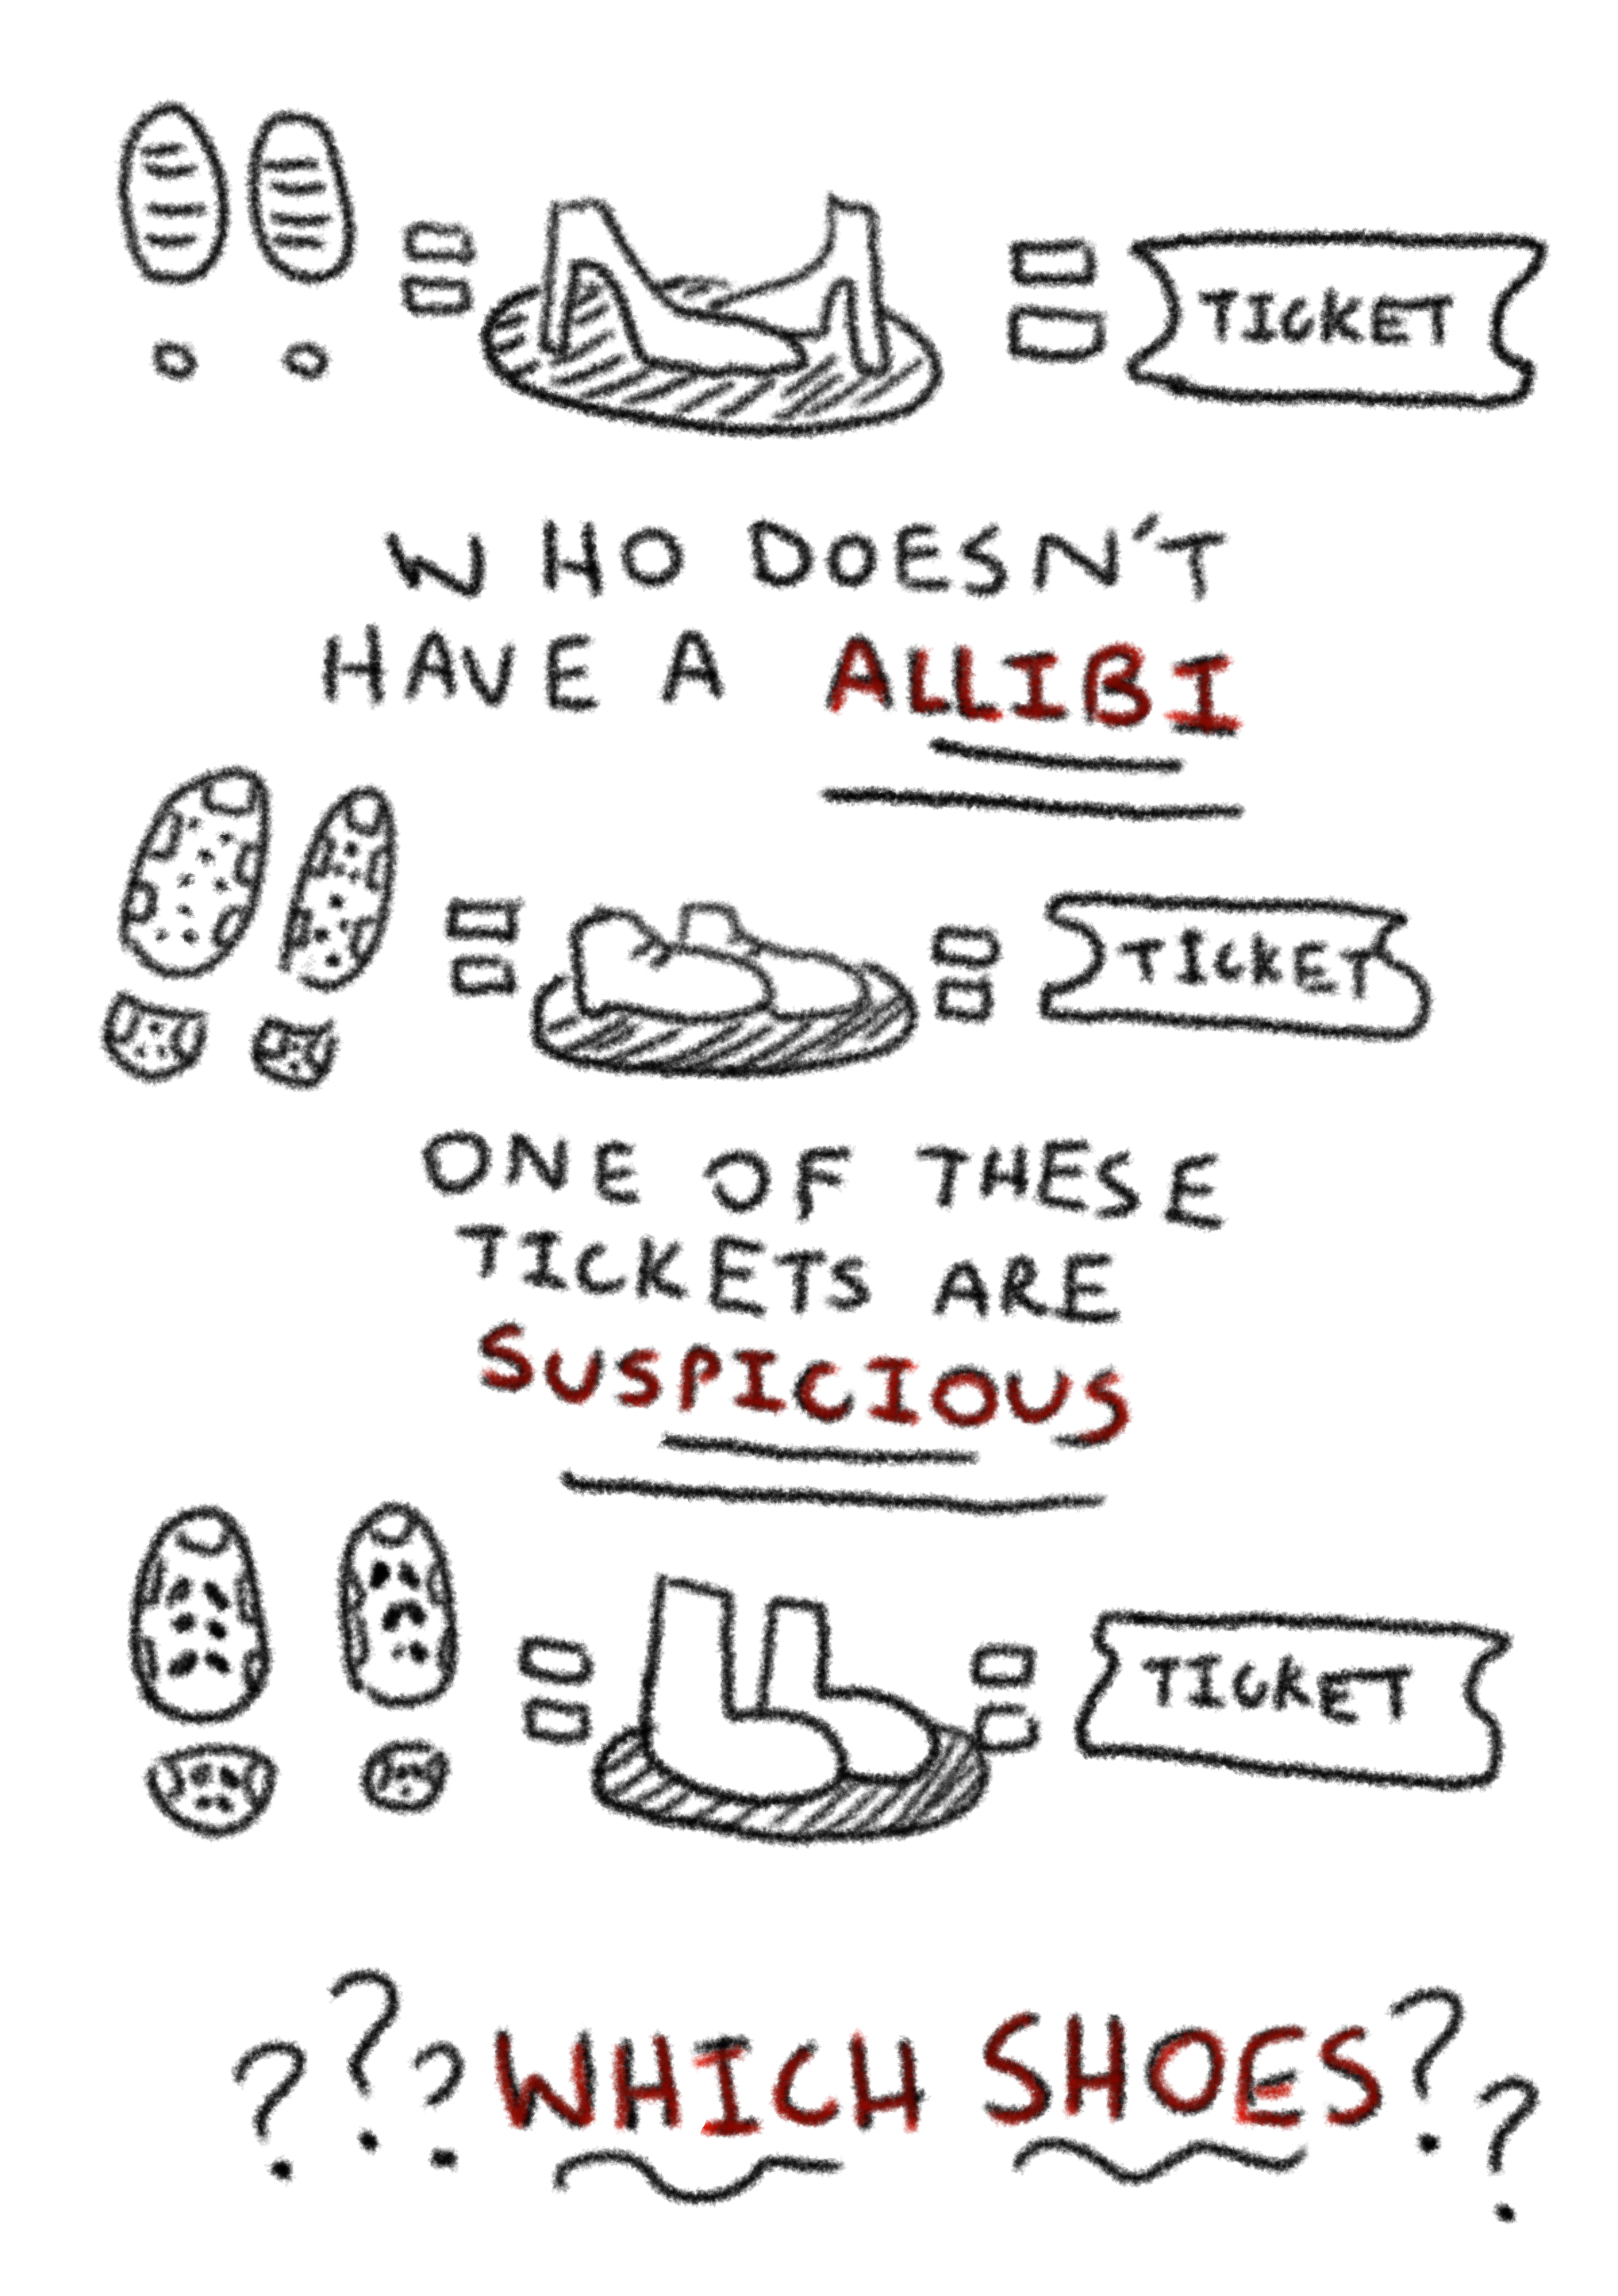 TICKET
WHO DOESN'T
HAVE A ALLIBI
TICKET
ONE OF THESE
TICKETS ARE
SUSPICIOUS
TICKET
???WHICH SHOES??